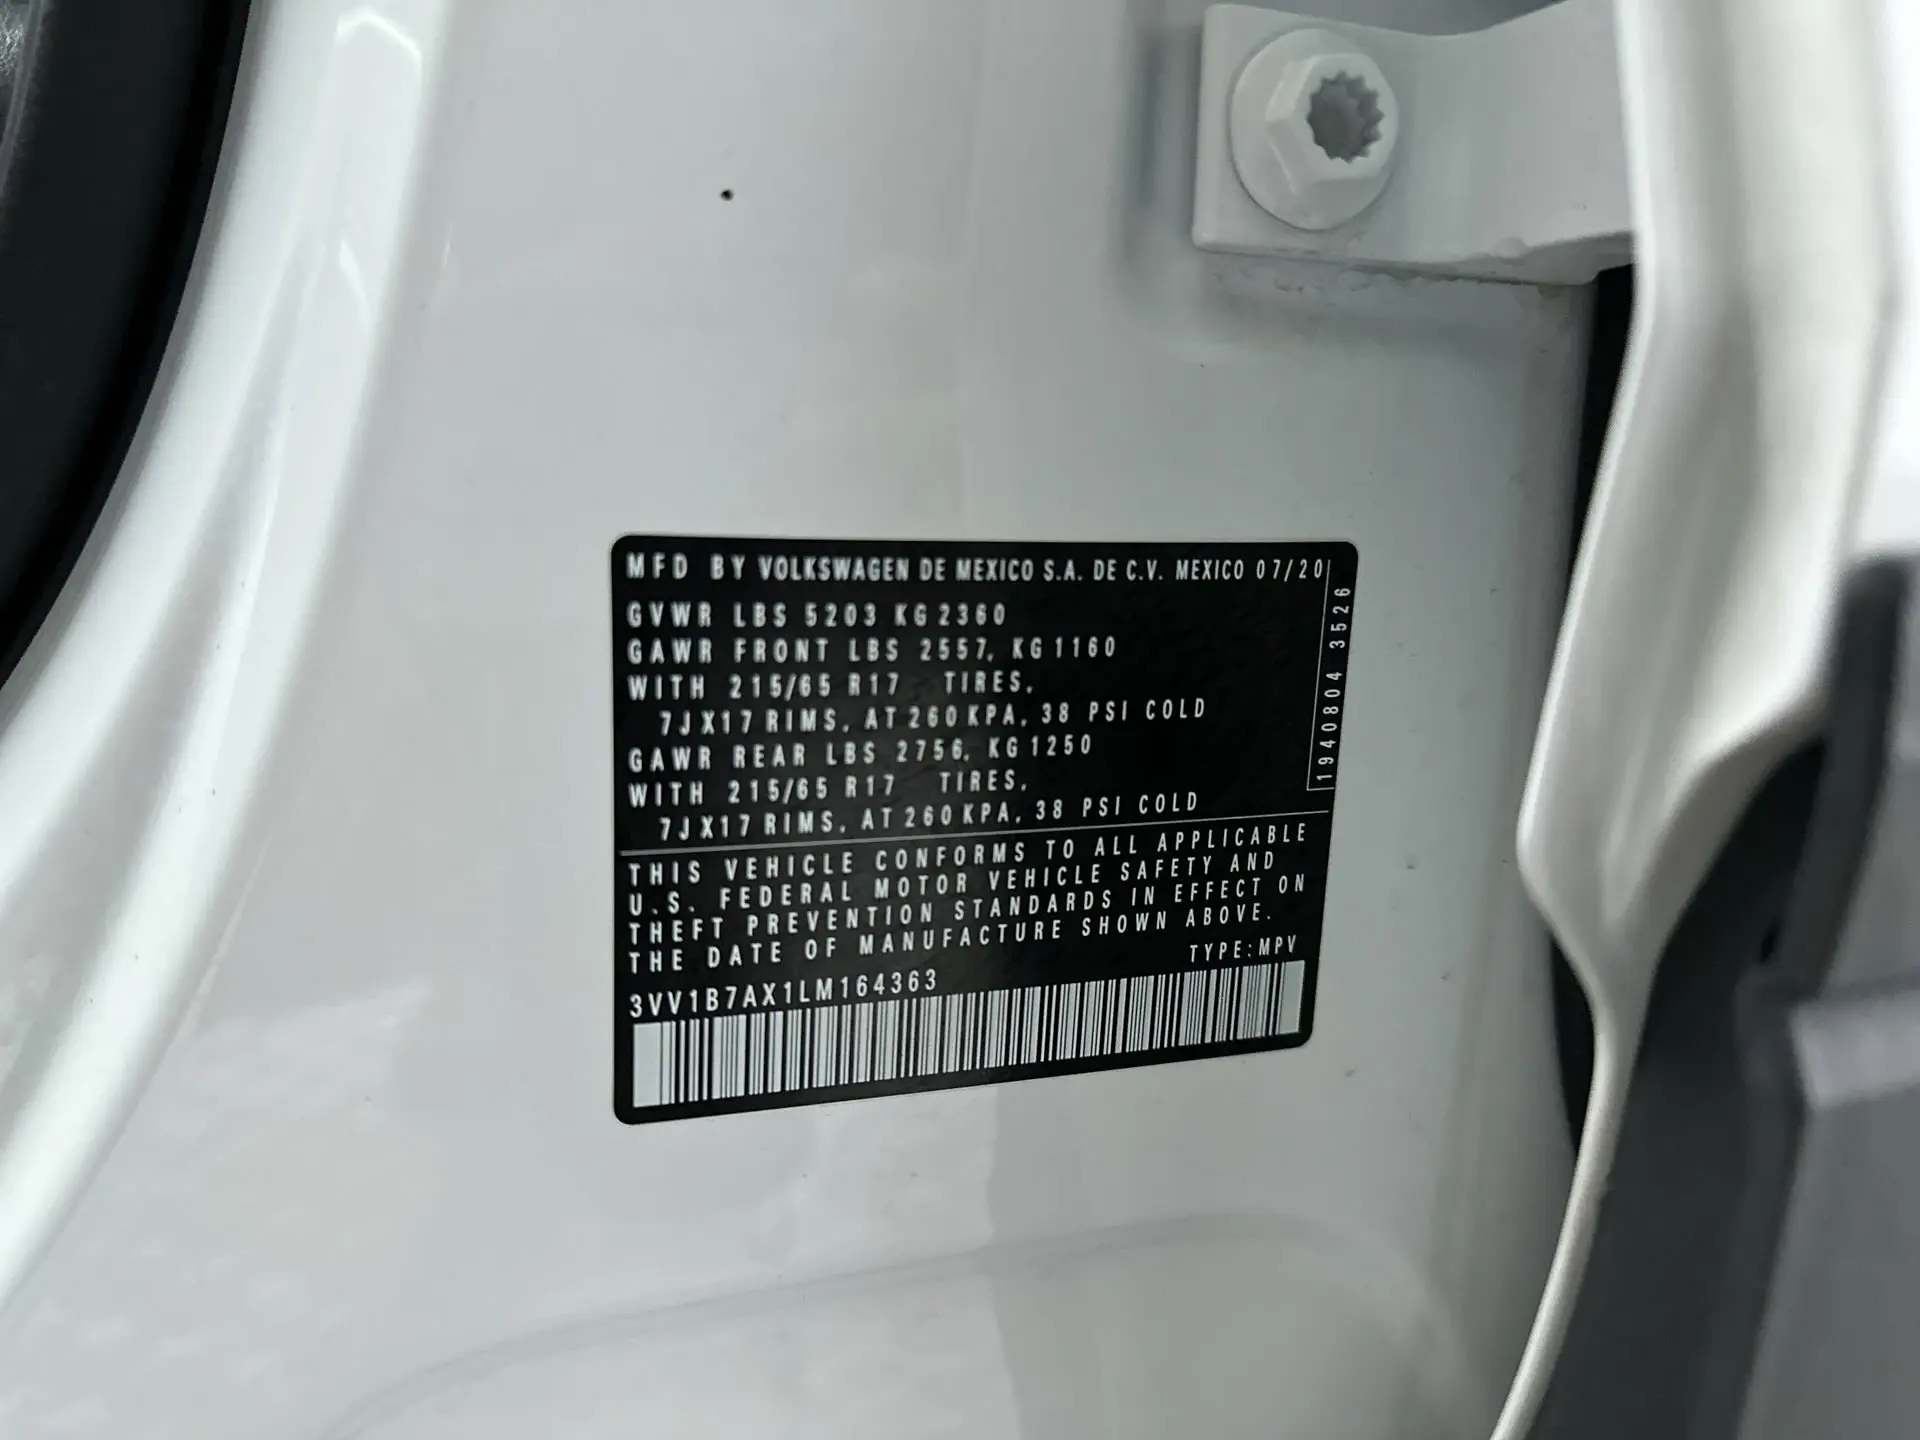 MFD BY VOLKSWAGEN DE MEXICO S.A. DE C.V. MEXICO 07/20
GVWR LBS 5203 KG 2360
GAWR FRONT LBS 2557, KG 1160
WITH 215/65 R17 TIRES,
7JX17 RIMS, AT 260 KPA, 38 PSI COLD
GAWR REAR LBS 2756, KG 1250
WITH 215/65 R17 TIRES,
7JX17 RIMS, AT 260 KPA, 38 PSI COLD
1940804 3526
THIS VEHICLE CONFORMS TO ALL APPLICABLE
U.S. FEDERAL MOTOR VEHICLE SAFETY AND
THEFT PREVENTION STANDARDS IN EFFECT ON
THE DATE OF MANUFACTURE SHOWN ABOVE.
TYPE:MPV
3VV1B7AX1LM164363